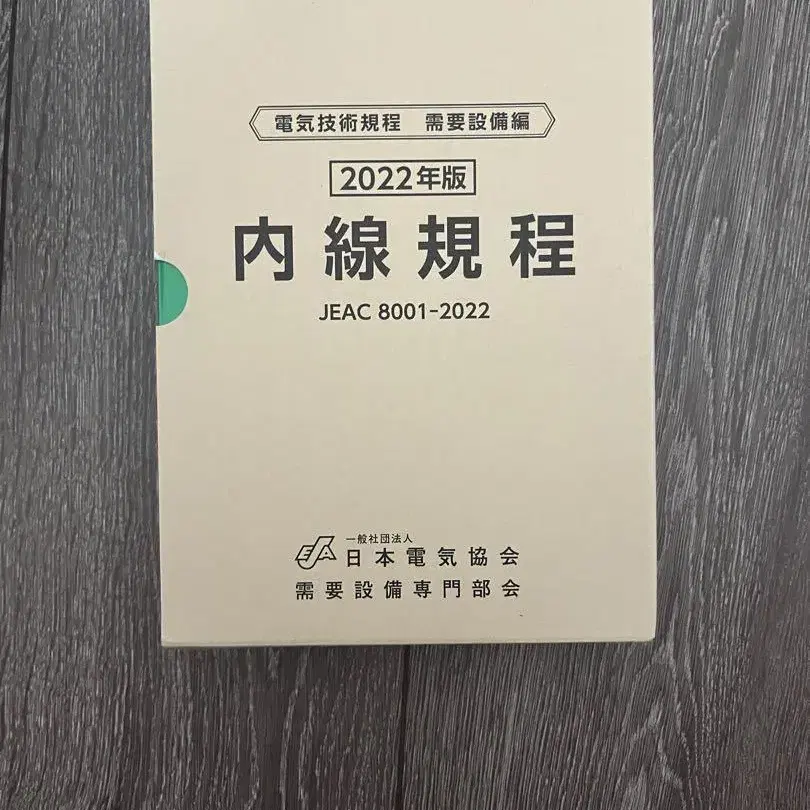 電気技術規程 需要設備編
2022年版
内線規程
JEAC 8001-2022
一般社団法人
JEA 日本電気協会
需要設備専門部会